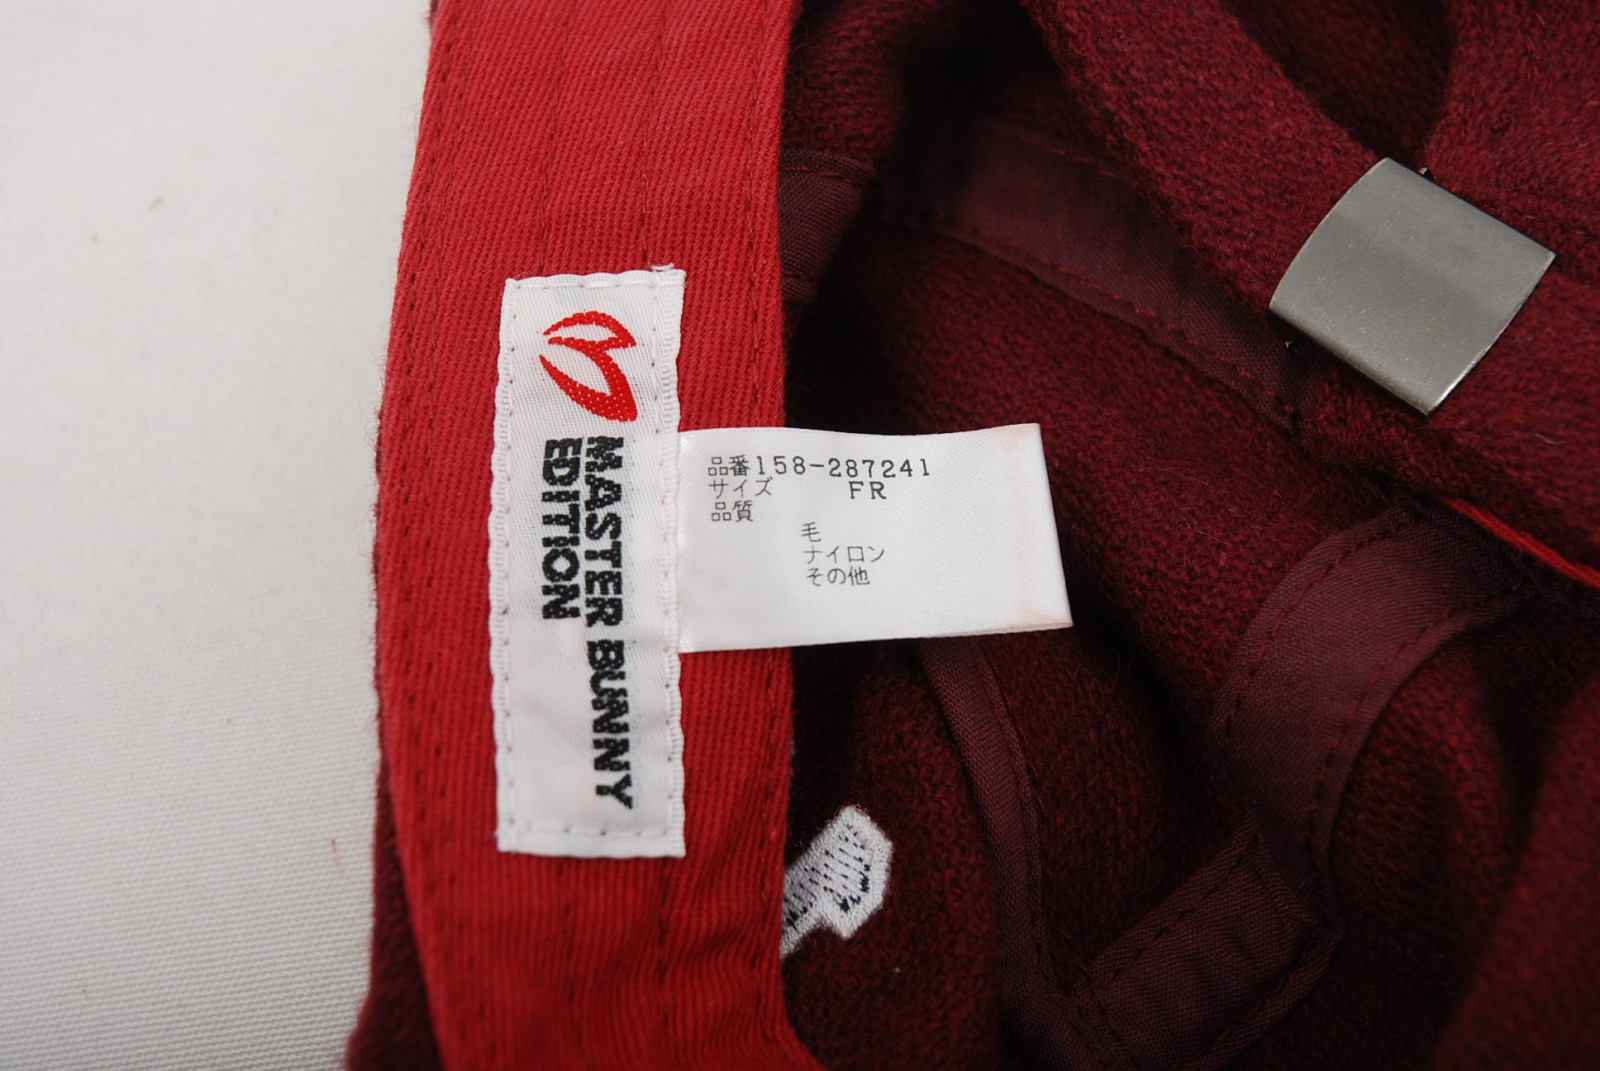 MASTER BUNNY
EDITION
品番158-287241
サイズ FR
品質
毛
ナイロン
その他